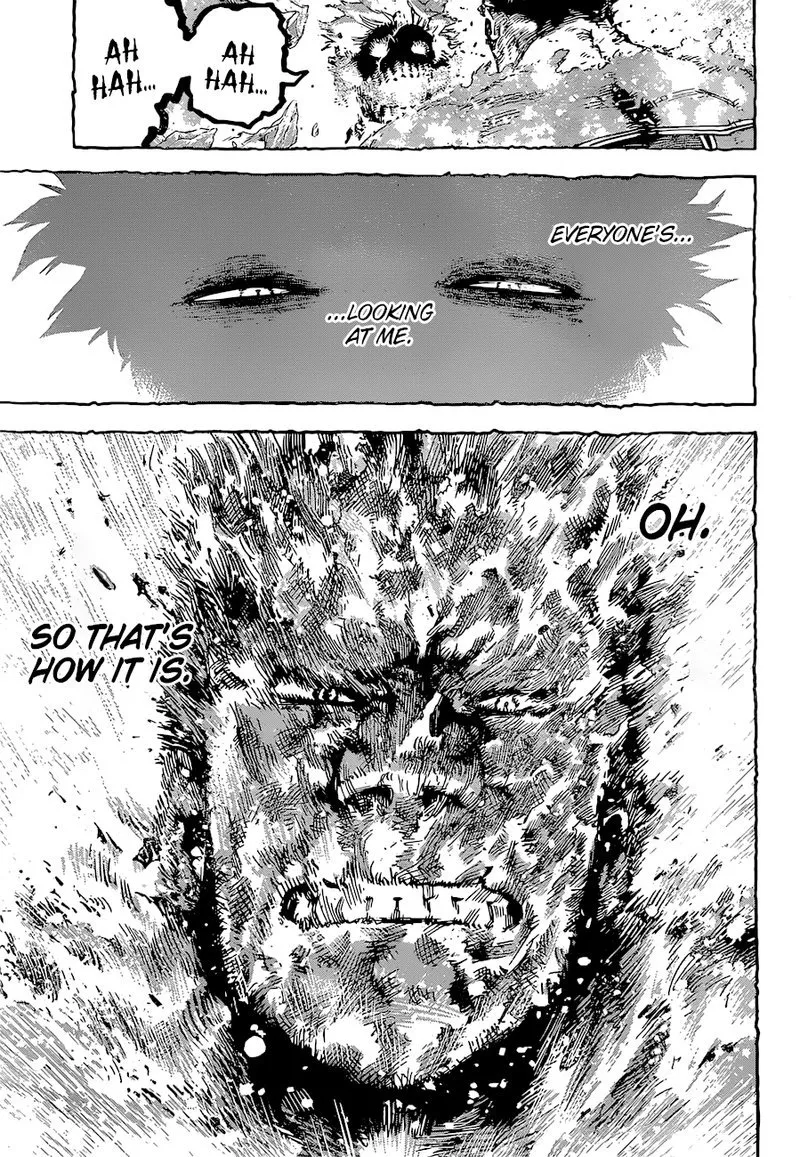 AH
HAH...
AH
HAH...
EVERYONE'S...
...LOOKING
AT ME.
OH.
SO THAT'S
HOW IT IS.